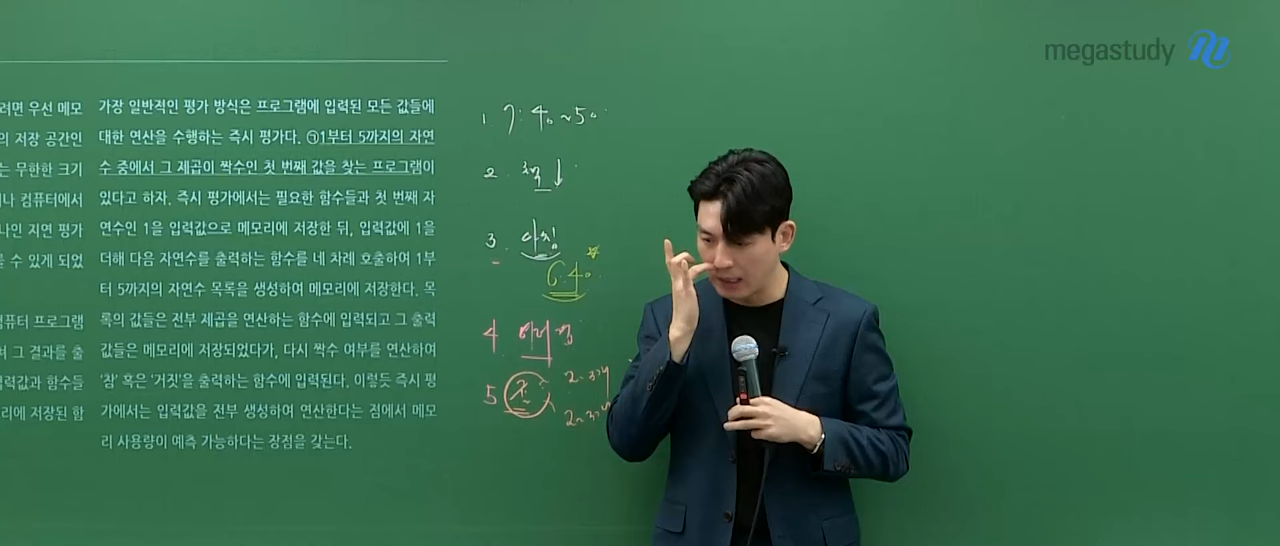 megastudy
려면 우선 메모
의 저장 공간인
는 무한한 크기
이나 컴퓨터에서
나인 지연 평가
를 수 있게 되었
컴퓨터 프로그램
쳐 그 결과를 출
력값과 함수들
리에 저장된 함
가장 일반적인 평가 방식은 프로그램에 입력된 모든 값들에
대한 연산을 수행하는 즉시 평가다. ㉠1부터 5까지의 자연
수 중에서 그 제곱이 짝수인 첫 번째 값을 찾는 프로그램이
있다고 하자. 즉시 평가에서는 필요한 함수들과 첫 번째 자
연수인 1을 입력값으로 메모리에 저장한 뒤, 입력값에 1을
더해 다음 자연수를 출력하는 함수를 네 차례 호출하여 1부
터 5까지의 자연수 목록을 생성하여 메모리에 저장한다. 목
록의 값들은 전부 제곱을 연산하는 함수에 입력되고 그 출력
값들은 메모리에 저장되었다가, 다시 짝수 여부를 연산하여
‘참’ 혹은 ‘거짓’을 출력하는 함수에 입력된다. 이렇듯 즉시 평
가에서는 입력값을 전부 생성하여 연산한다는 점에서 메모
리 사용량이 예측 가능하다는 장점을 갖는다.
1. 7:40~50
2. 책↓
3. 아침
6:40
4
5
2~3
2~3